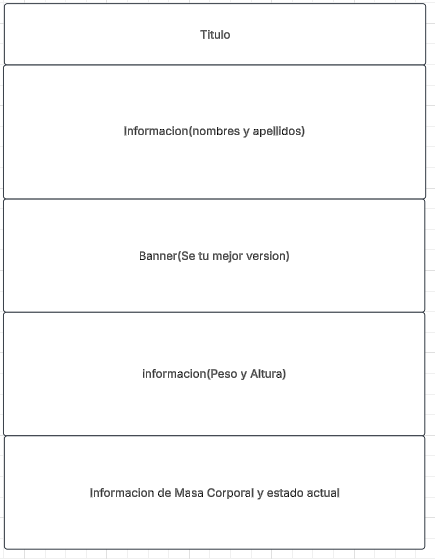 Titulo
Informacion(nombres y apellidos)
Banner(Se tu mejor version)
informacion(Peso y Altura)
Informacion de Masa Corporal y estado actual